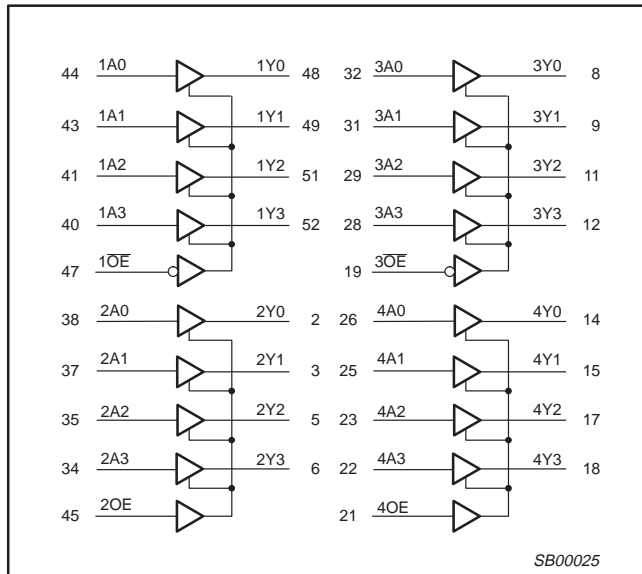 44 1A0 1Y0 48 32 3A0 3Y0 8
43 1A1 1Y1 49 31 3A1 3Y1 9
41 1A2 1Y2 51 29 3A2 3Y2 11
40 1A3 1Y3 52 28 3A3 3Y3 12
47 1O̅E̅ 19 3O̅E̅
38 2A0 2Y0 2 26 4A0 4Y0 14
37 2A1 2Y1 3 25 4A1 4Y1 15
35 2A2 2Y2 5 23 4A2 4Y2 17
34 2A3 2Y3 6 22 4A3 4Y3 18
45 2OE 21 4OE
SB00025